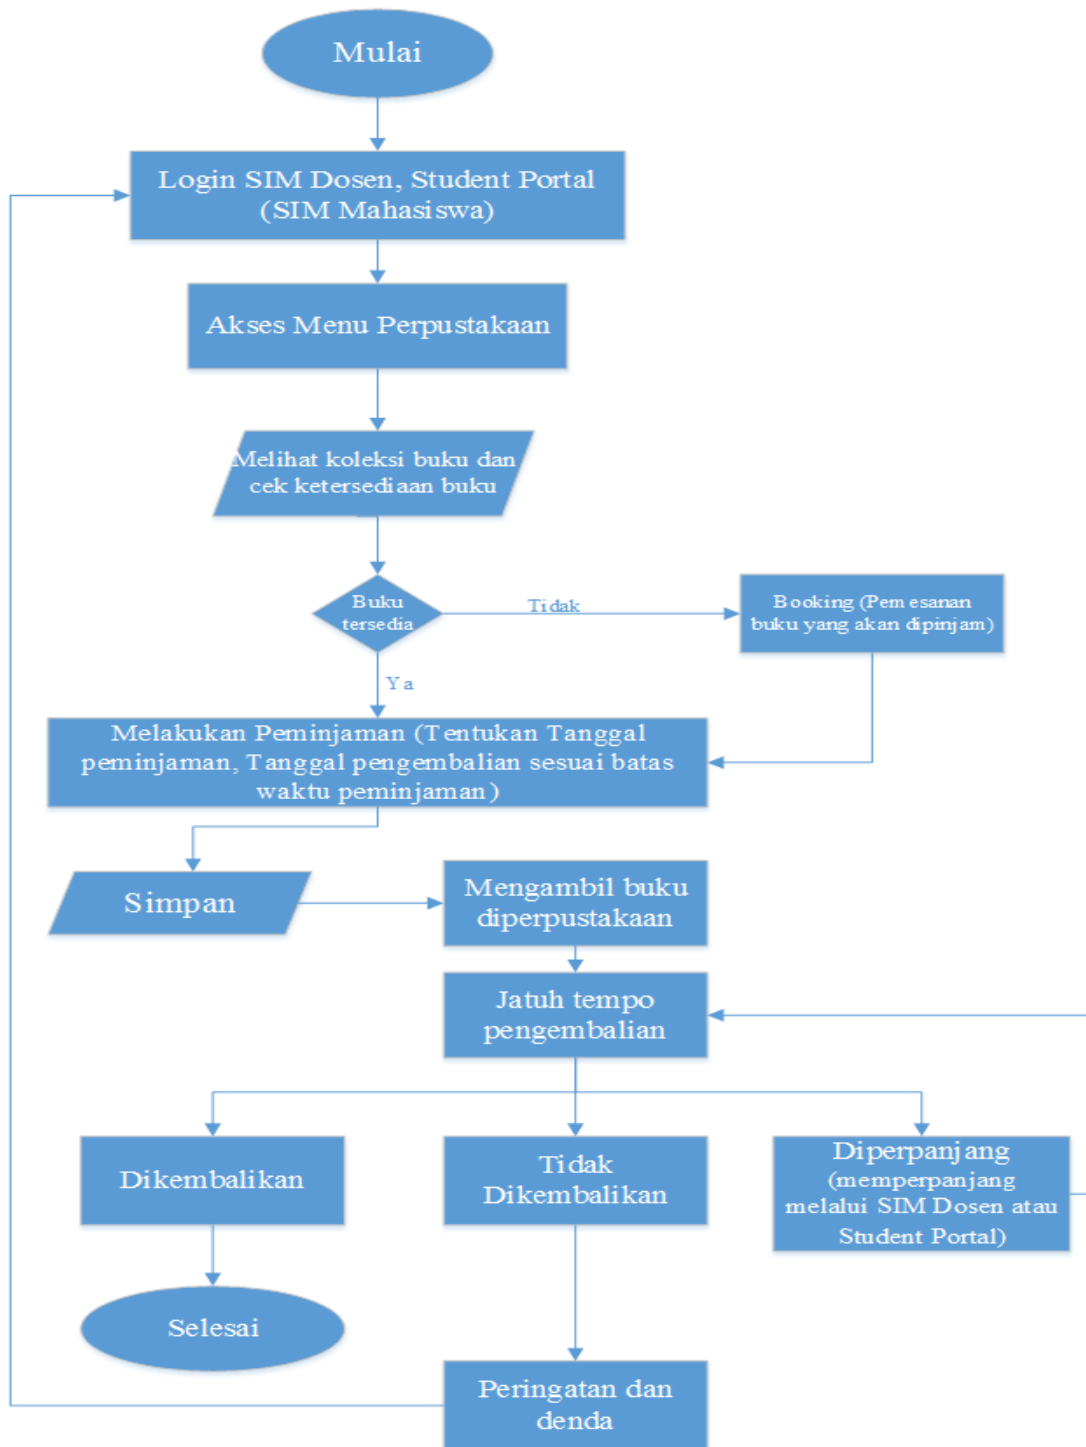 Mulai
Login SIM Dosen, Student Portal
(SIM Mahasiswa)
Akses Menu Perpustakaan
Melihat koleksi buku dan
cek ketersediaan buku
Buku
tersedia
Tidak
Booking (Pemesanan
buku yang akan dipinjam)
Ya
Melakukan Peminjaman (Tentukan Tanggal
peminjaman, Tanggal pengembalian sesuai batas
waktu peminjaman)
Simpan
Mengambil buku
diperpustakaan
Jatuh tempo
pengembalian
Dikembalikan
Tidak
Dikembalikan
Diperpanjang
(memperpanjang
melalui SIM Dosen atau
Student Portal)
Selesai
Peringatan dan
denda